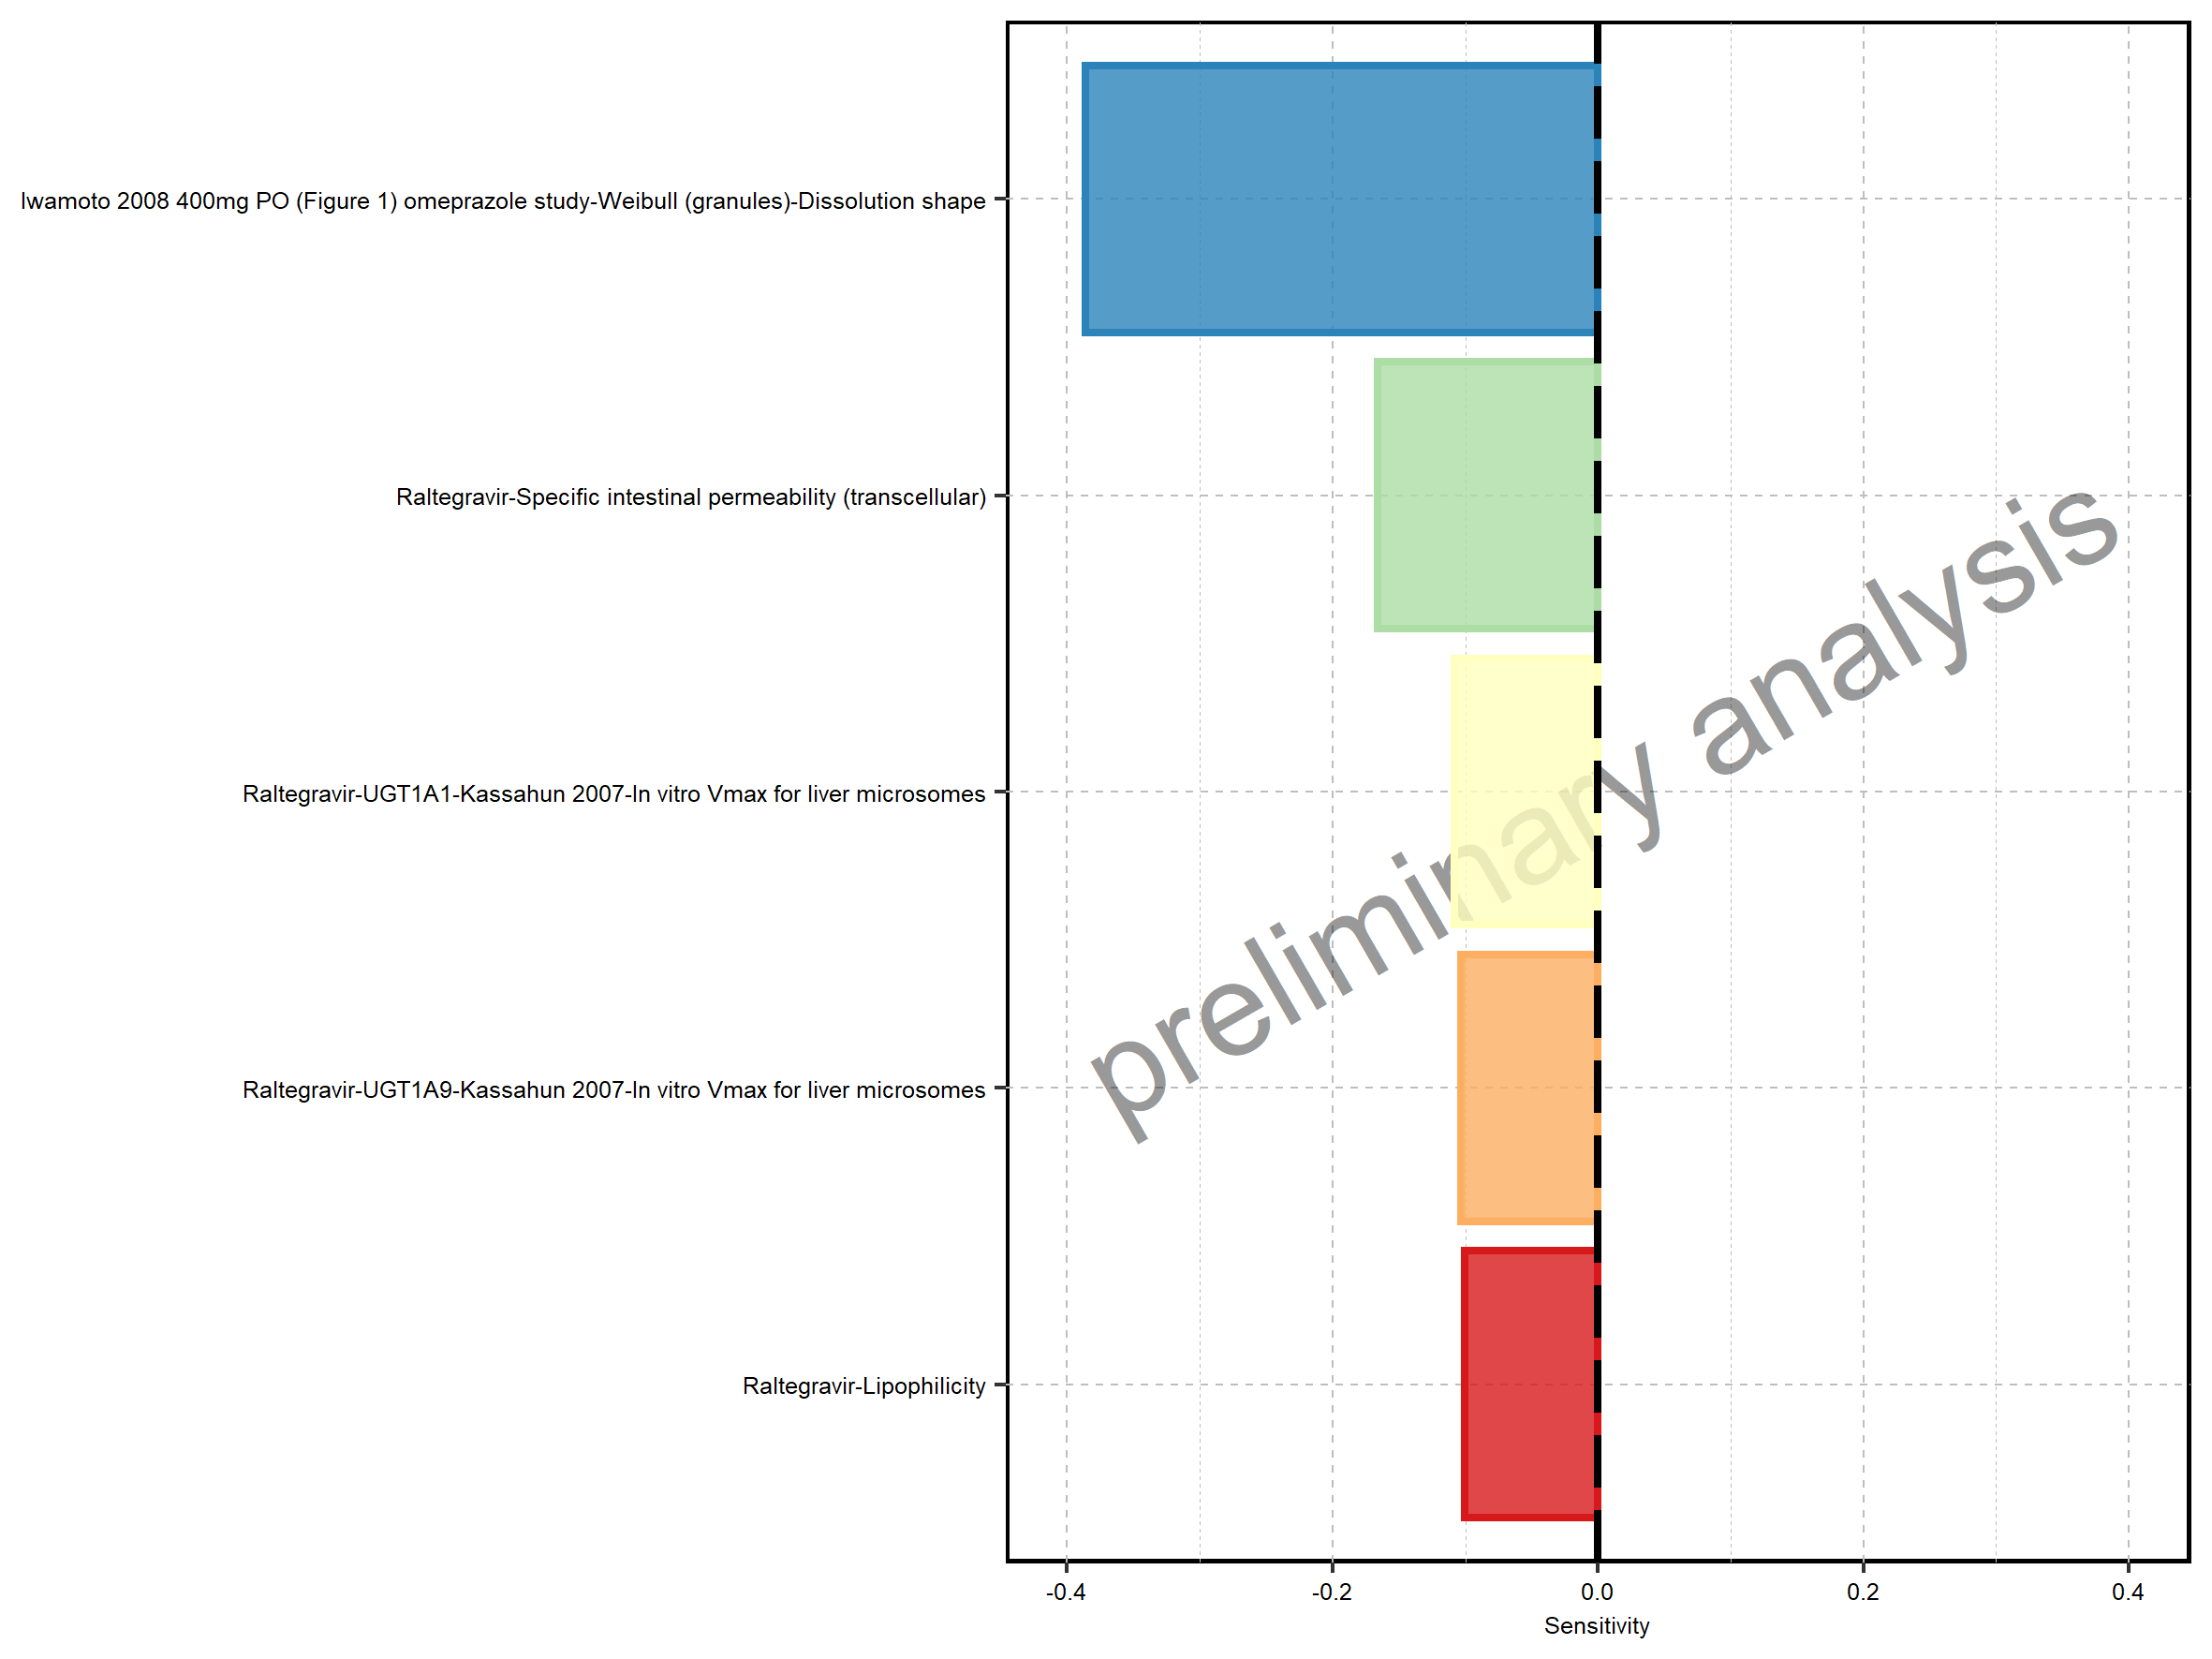 Iwamoto 2008 400mg PO (Figure 1) omeprazole study-Weibull (granules)-Dissolution shape
Raltegravir-Specific intestinal permeability (transcellular)
Raltegravir-UGT1A1-Kassahun 2007-In vitro Vmax for liver microsomes
Raltegravir-UGT1A9-Kassahun 2007-In vitro Vmax for liver microsomes
Raltegravir-Lipophilicity
preliminary analysis
-0.4 -0.2 0.0 0.2 0.4
Sensitivity